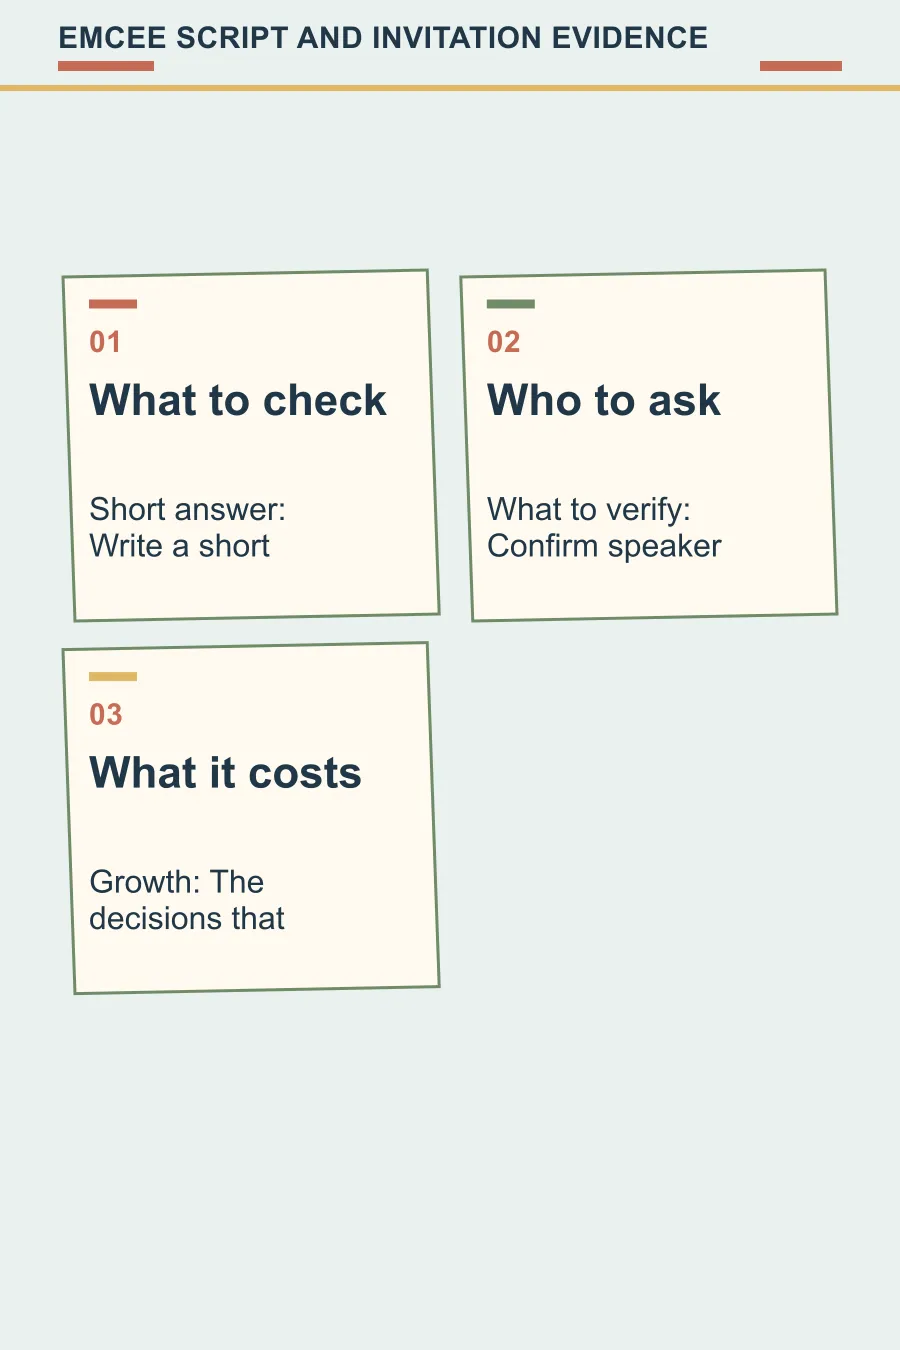 EMCEE SCRIPT AND INVITATION EVIDENCE
01
What to check
Short answer:
Write a short
02
Who to ask
What to verify:
Confirm speaker
03
What it costs
Growth: The
decisions that